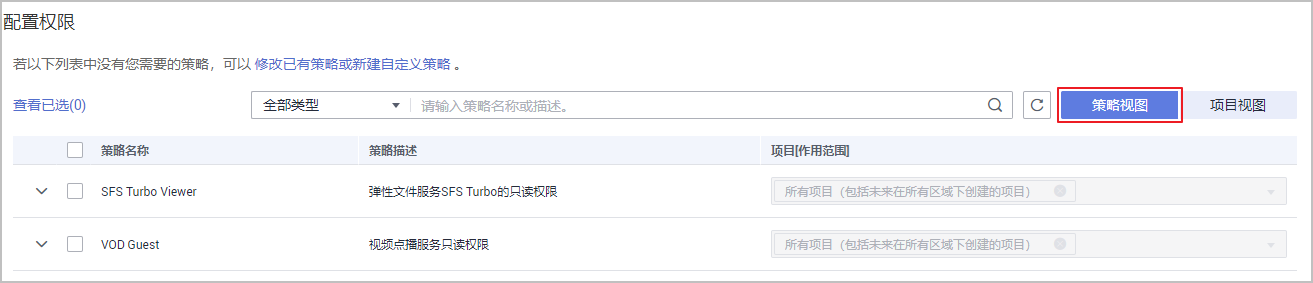 配置权限
若以下列表中没有您需要的策略，可以 修改已有策略或新建自定义策略 。
查看已选(0) 全部类型 请输入策略名称或描述。 策略视图 项目视图
策略名称 策略描述 项目[作用范围]
SFS Turbo Viewer 弹性文件服务SFS Turbo的只读权限 所有项目（包括未来在所有区域下创建的项目）
VOD Guest 视频点播服务只读权限 所有项目（包括未来在所有区域下创建的项目）